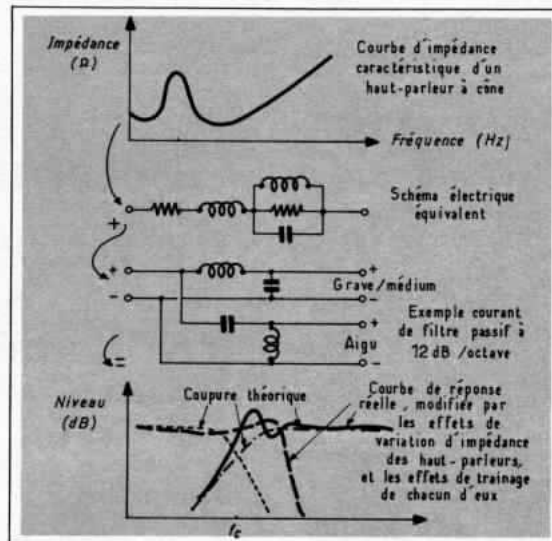 Impédance
(Ω)
Courbe d'impédance
caractéristique d'un
haut-parleur à cône
Fréquence (Hz)
Schéma électrique
équivalent
+
+
+
-
-
Grave/médium
+
-
Aigu
Exemple courant
de filtre passif à
12 dB/octave
=
Niveau
(dB)
Coupure théorique
Courbe de réponse
réelle, modifiée par
les effets de
variation d'impédance
des haut-parleurs,
et les effets de trainage
de chacun d'eux
fc